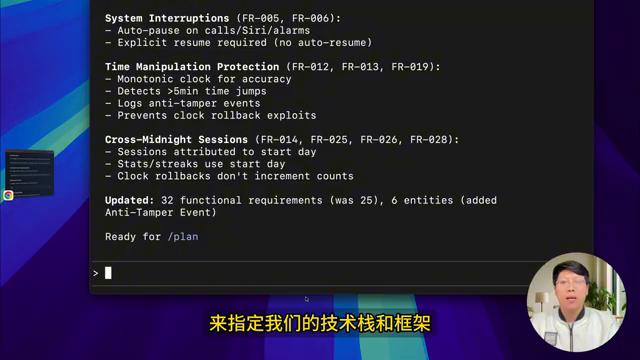 System Interruptions (FR-005, FR-006):
- Auto-pause on calls/Siri/alarms
- Explicit resume required (no auto-resume)
Time Manipulation Protection (FR-012, FR-013, FR-019):
- Monotonic clock for accuracy
- Detects >5min time jumps
- Logs anti-tamper events
- Prevents clock rollback exploits
Cross-Midnight Sessions (FR-014, FR-025, FR-026, FR-028):
- Sessions attributed to start day
- Stats/streaks use start day
- Clock rollbacks don't increment counts
Updated: 32 functional requirements (was 25), 6 entities (added
Anti-Tamper Event)
Ready for /plan
>
来指定我们的技术栈和框架